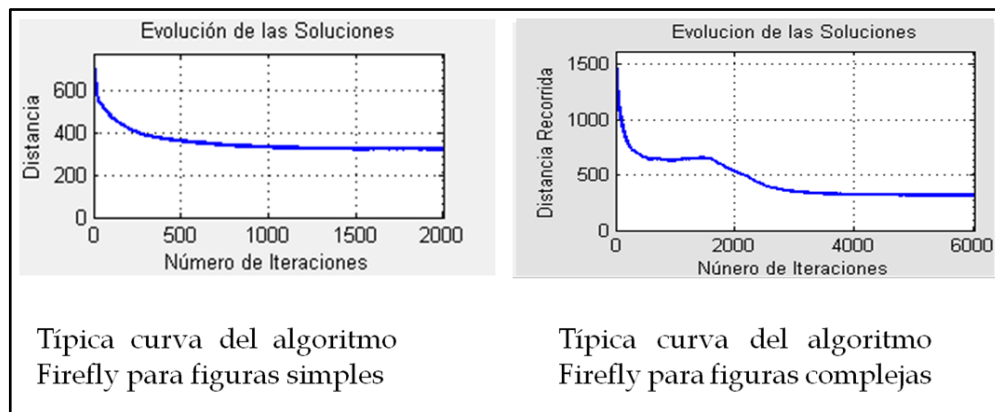 Evolución de las Soluciones
Distancia
600
400
200
0
0 500 1000 1500 2000
Número de Iteraciones
Típica curva del algoritmo
Firefly para figuras simples
Evolucion de las Soluciones
Distancia Recorrida
1500
1000
500
0
0 2000 4000 6000
Núnero de Iteraciones
Típica curva del algoritmo
Firefly para figuras complejas